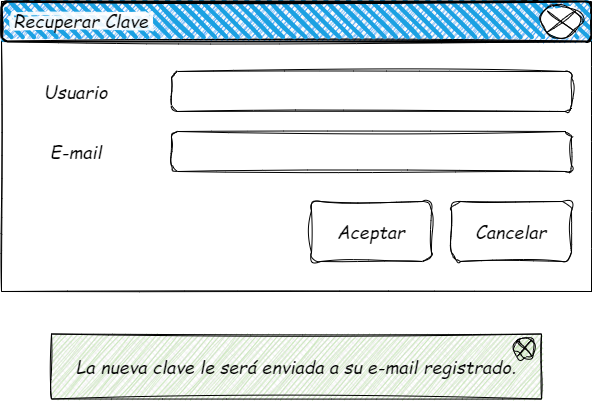 Recuperar Clave
Usuario
E-mail
Aceptar
Cancelar
La nueva clave le será enviada a su e-mail registrado.